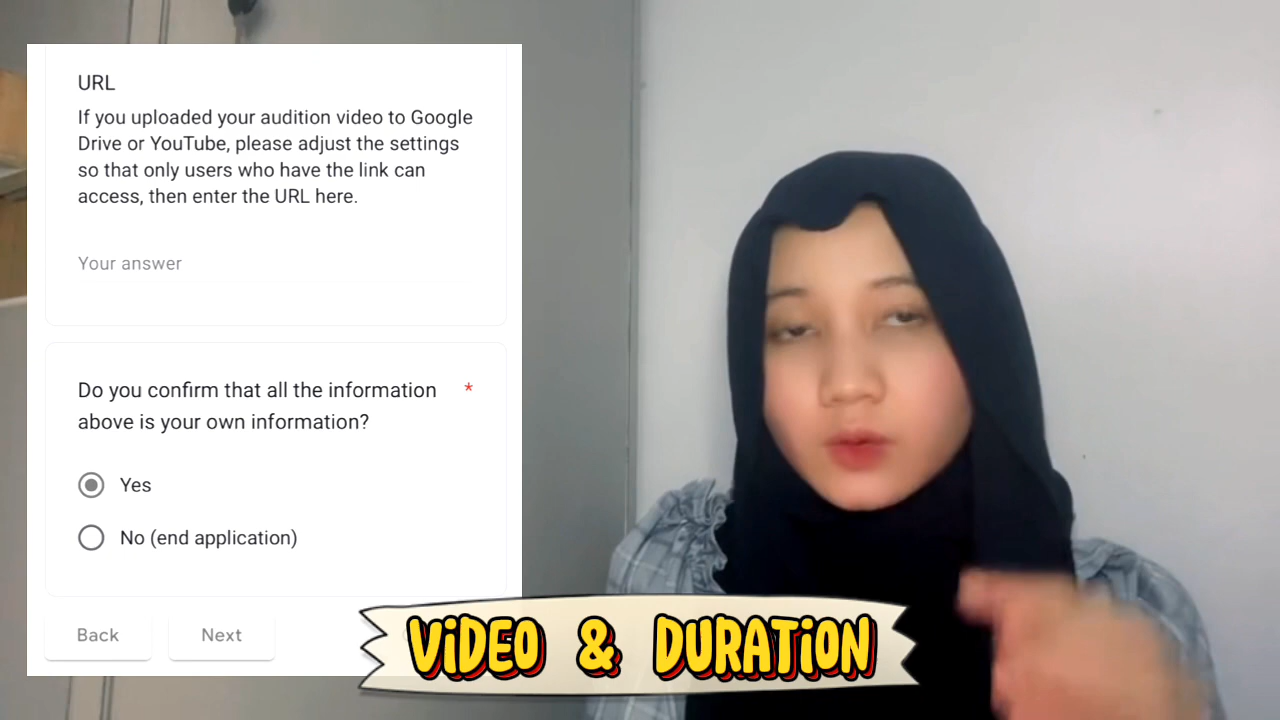 URL
If you uploaded your audition video to Google
Drive or YouTube, please adjust the settings
so that only users who have the link can
access, then enter the URL here.
Your answer
Do you confirm that all the information *
above is your own information?
Yes
No (end application)
Back
Next
ViDEO & DURATiON